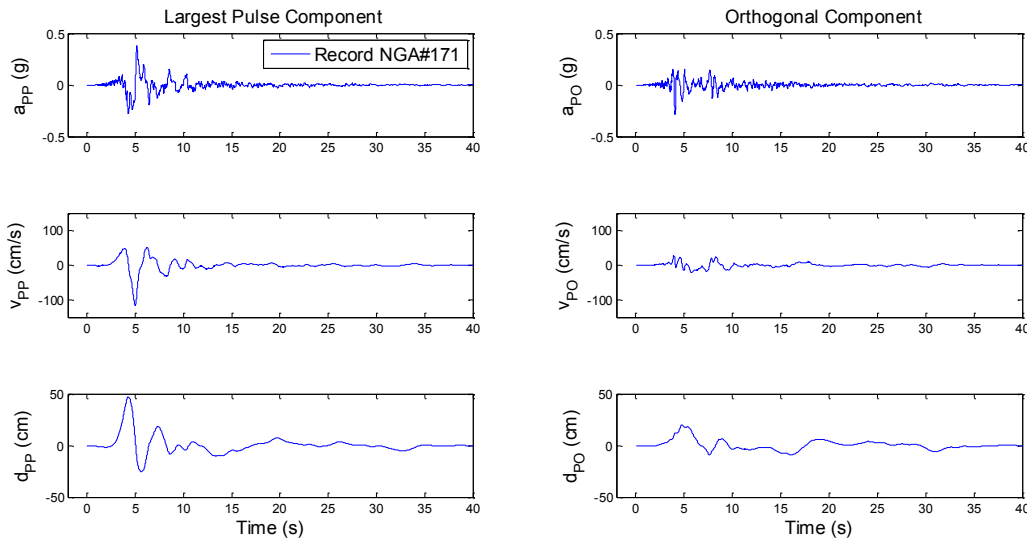 Largest Pulse Component
0.5
0
-0.5
a_PP (g)
Record NGA#171
0 5 10 15 20 25 30 35 40
100
0
-100
v_PP (cm/s)
0 5 10 15 20 25 30 35 40
50
0
-50
d_PP (cm)
0 5 10 15 20 25 30 35 40
Time (s)
Orthogonal Component
0.5
0
-0.5
a_PO (g)
0 5 10 15 20 25 30 35 40
100
0
-100
v_PO (cm/s)
0 5 10 15 20 25 30 35 40
50
0
-50
d_PO (cm)
0 5 10 15 20 25 30 35 40
Time (s)